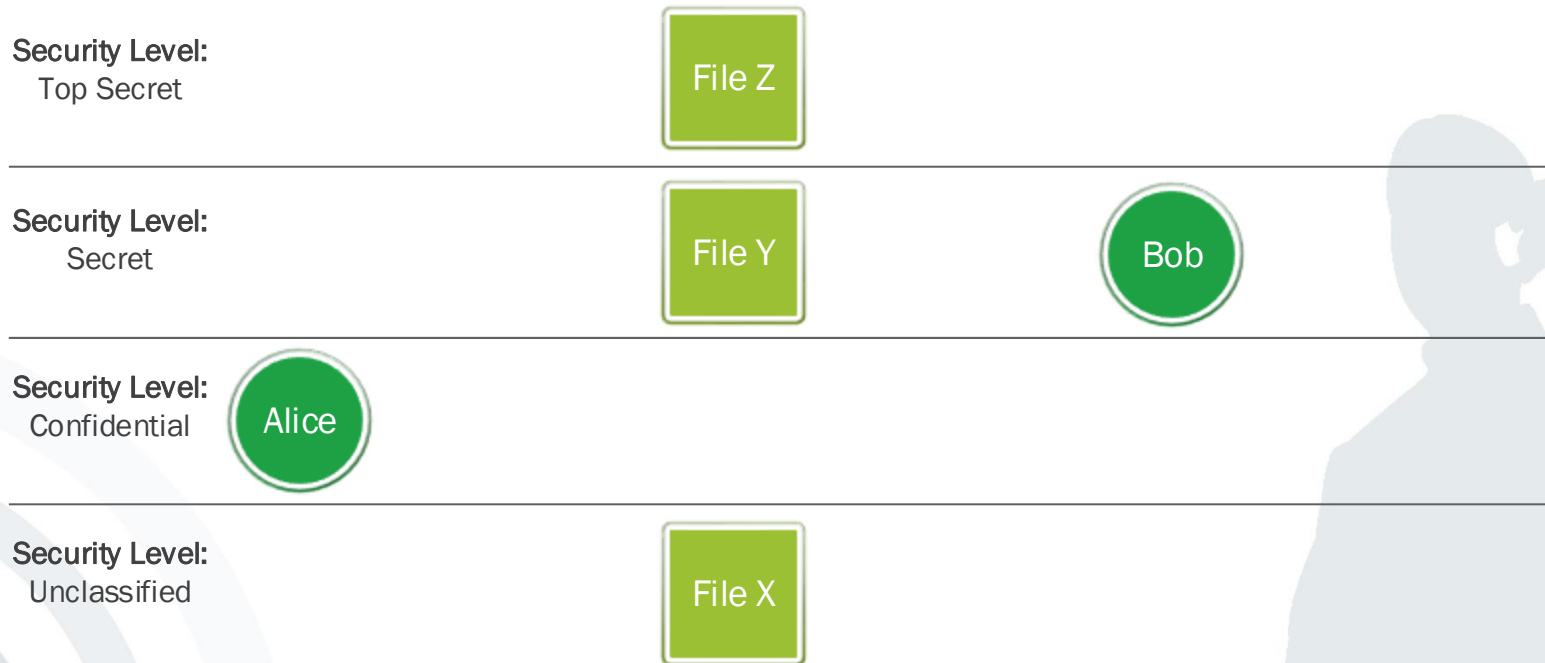 Security Level:
Top Secret
File Z
Security Level:
Secret
File Y
Bob
Security Level:
Confidential
Alice
Security Level:
Unclassified
File X